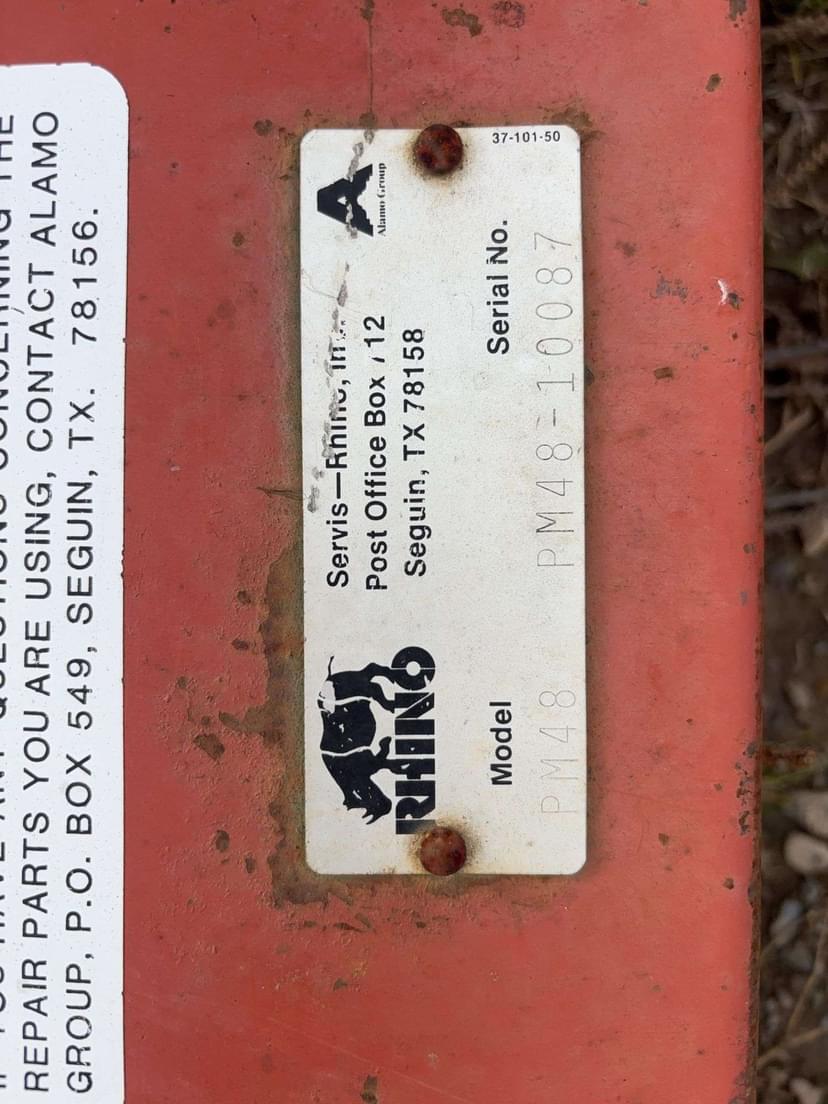 REPAIR PARTS YOU ARE USING, CONTACT ALAMO
GROUP, P.O. BOX 549, SEGUIN, TX. 78156.
RHINO
Servis—Rhino,
Post Office Box 712
Seguin, TX 78158
A
Alamo Group
37-101-50
Model
Serial No.
PM48
PM48-10087